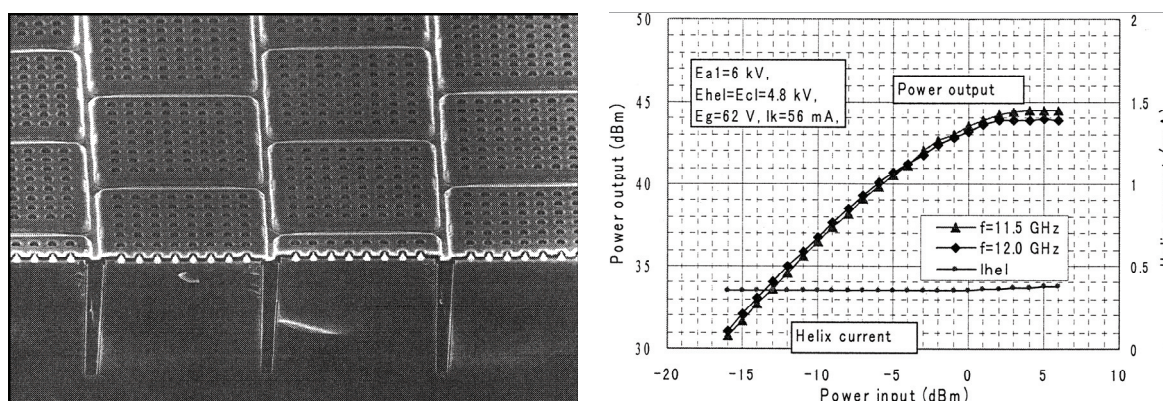 50
45
40
35
30
Power output (dBm)
Ea1=6 kV,
Ehel=Ecl=4.8 kV,
Eg=62 V, Ik=56 mA,
Power output
f=11.5 GHz
f=12.0 GHz
Ihel
Helix current
2
1.5
1
0.5
0
-20 -15 -10 -5 0 5 10
Power input (dBm)